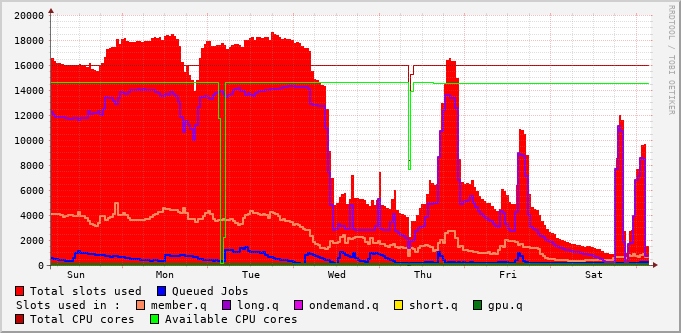 20000
18000
16000
14000
12000
10000
8000
6000
4000
2000
0
Sun Mon Tue Wed Thu Fri Sat
RRDTOOL / TOBI OETIKER
Total slots used Queued Jobs
Slots used in : member.q long.q ondemand.q short.q gpu.q
Total CPU cores Available CPU cores